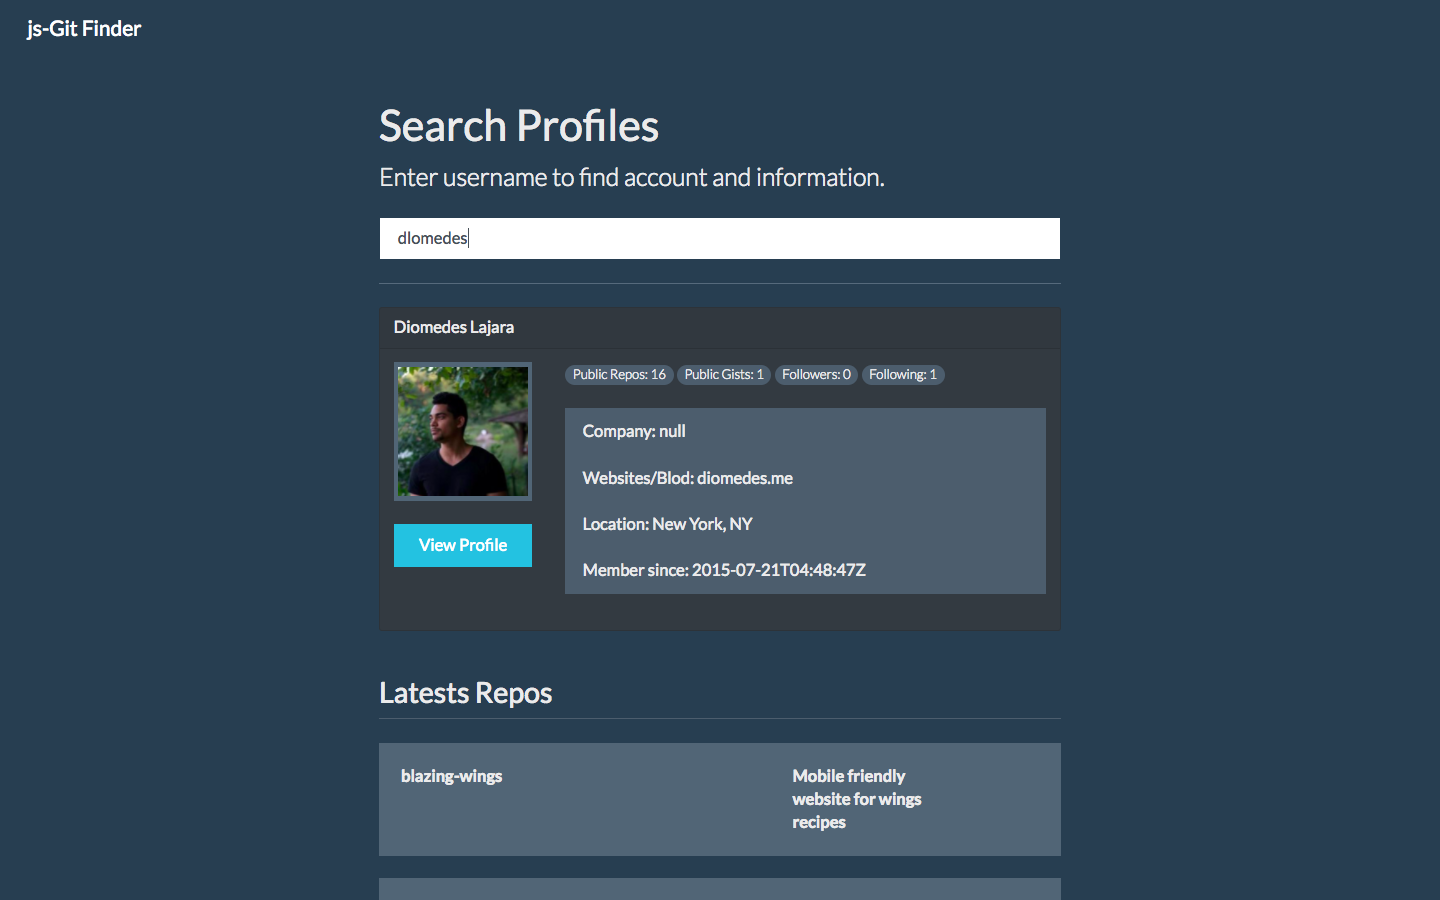 js-Git Finder
Search Profiles
Enter username to find account and information.
dlomedes
Diomedes Lajara
Public Repos: 16 Public Gists: 1 Followers: 0 Following: 1
Company: null
Websites/Blod: diomedes.me
View Profile
Location: New York, NY
Member since: 2015-07-21T04:48:47Z
Latests Repos
blazing-wings
Mobile friendly
website for wings
recipes